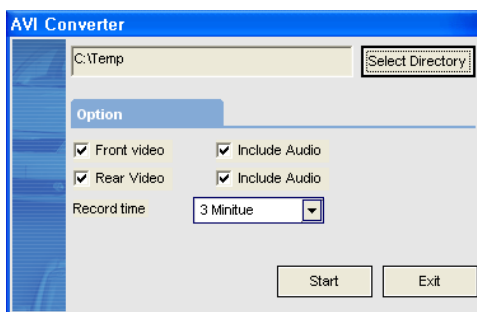 AVI Converter
C:\Temp Select Directory
Option
Front video Include Audio
Rear Video Include Audio
Record time 3 Minitue
Start Exit